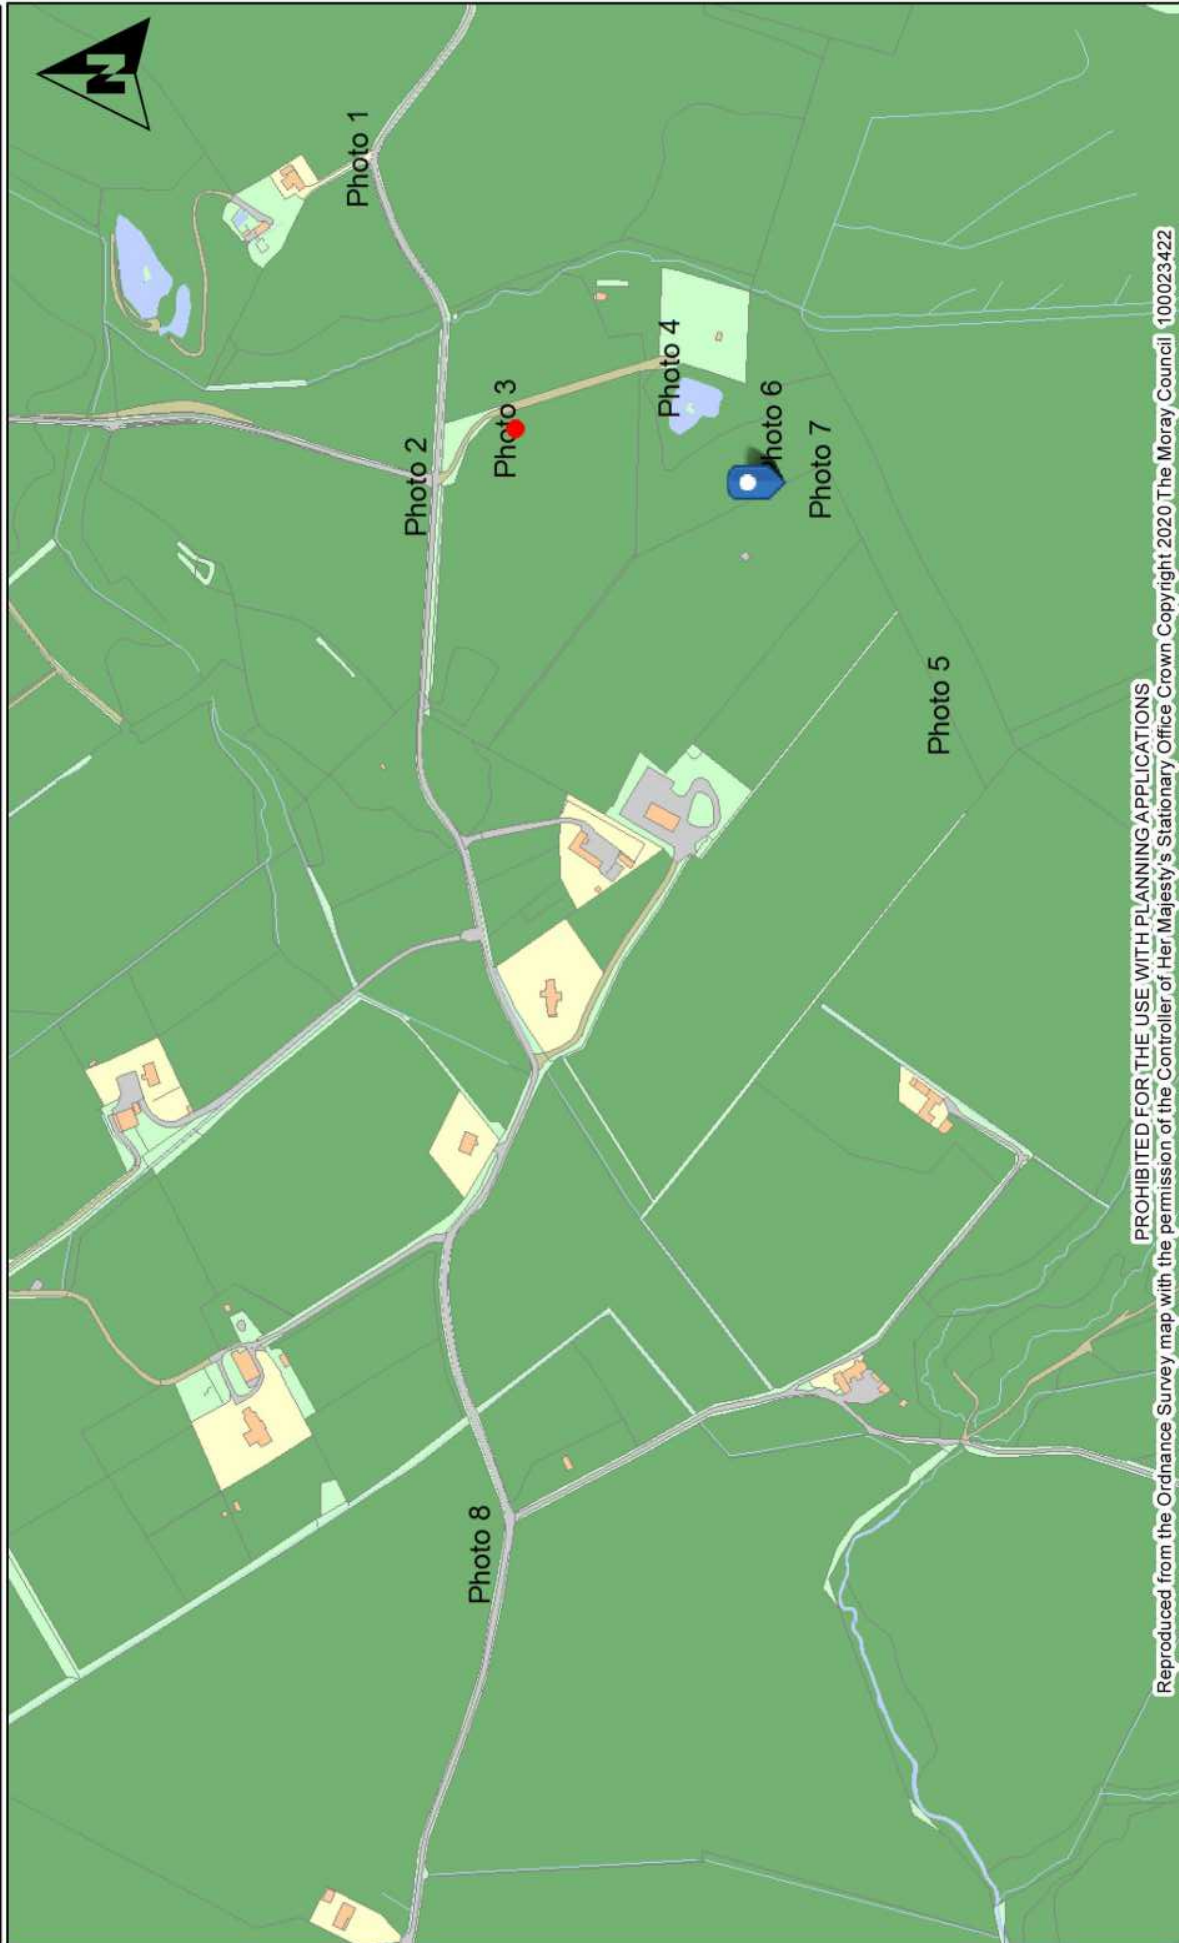 N
Photo 1
Photo 2
Photo 3
Photo 4
hoto 6
Photo 7
Photo 5
Photo 8
PROHIBITED FOR THE USE WITH PLANNING APPLICATIONS
Reproduced from the Ordnance Survey map with the permission of the Controller of Her Majesty's Stationary Office Crown Copyright 2020 The Moray Council 100023422